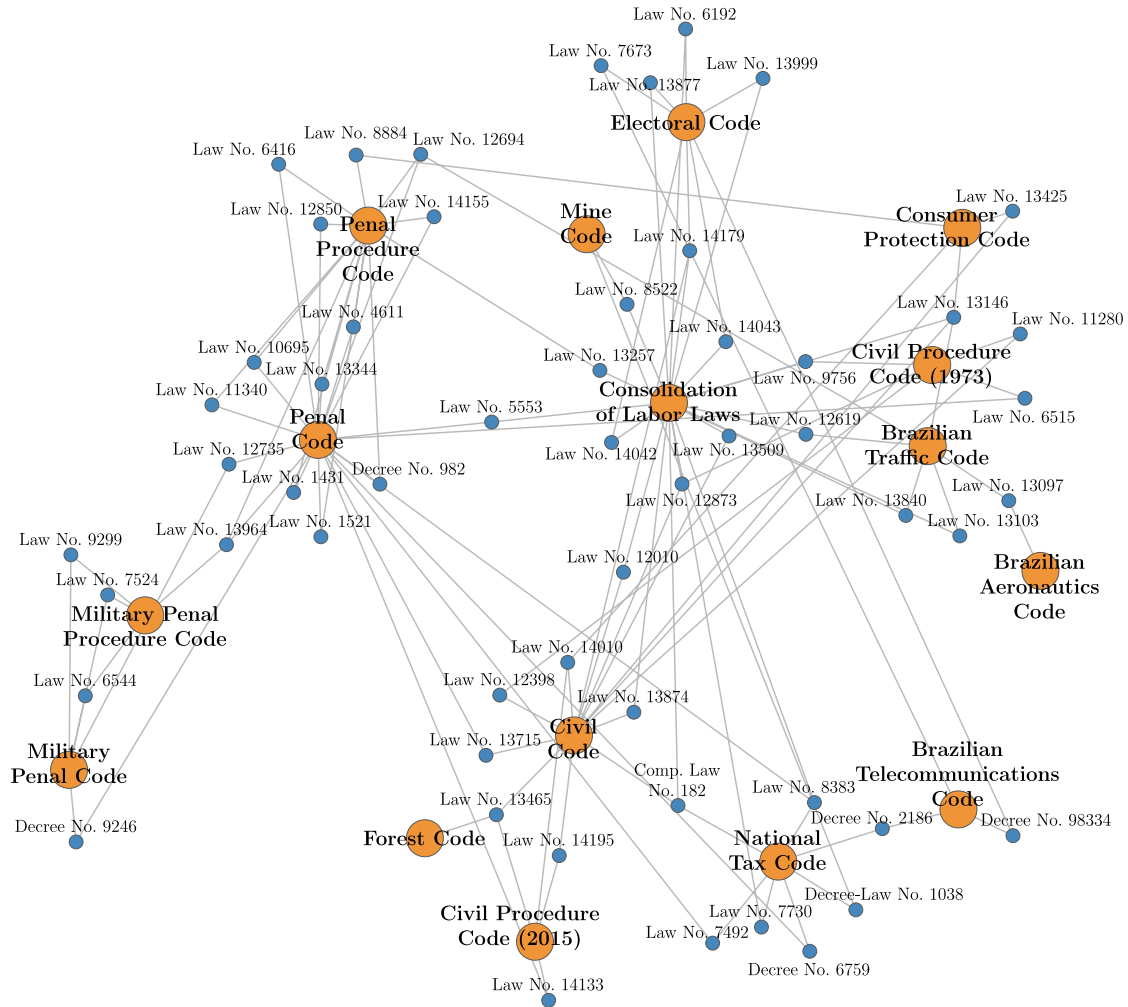 Law No. 6192
Law No. 7673
Law No. 13999
Law No. 13877
Electoral Code
Law No. 8884
Law No. 12694
Law No. 6416
Law No. 12850
Law No. 14155
Penal
Procedure
Code
Mine
Code
Law No. 14179
Law No. 13425
Consumer
Protection Code
Law No. 8522
Law No. 13146
Law No. 4611
Law No. 14043
Law No. 11280
Law No. 10695
Law No. 13344
Law No. 13257
Civil Procedure
Code (1973)
Law No. 9756
Law No. 11340
Consolidation
of Labor Laws
Law No. 5553
Law No. 12619
Law No. 6515
Penal
Code
Brazilian
Traffic Code
Law No. 12735
Law No. 14042
Law No. 13509
Law No. 1431
Decree No. 982
Law No. 12873
Law No. 13840
Law No. 13097
Law No. 13964
Law No. 1521
Law No. 13103
Law No. 9299
Law No. 12010
Brazilian
Aeronautics
Code
Law No. 7524
Military Penal
Procedure Code
Law No. 14010
Law No. 6544
Law No. 12398
Law No. 13874
Civil
Code
Law No. 13715
Military
Penal Code
Brazilian
Telecommunications
Code
Comp. Law
No. 182
Law No. 8383
Law No. 13465
Decree No. 2186
Decree No. 98334
Decree No. 9246
Forest Code
Law No. 14195
National
Tax Code
Decree-Law No. 1038
Civil Procedure
Code (2015)
Law No. 7730
Law No. 7492
Decree No. 6759
Law No. 14133